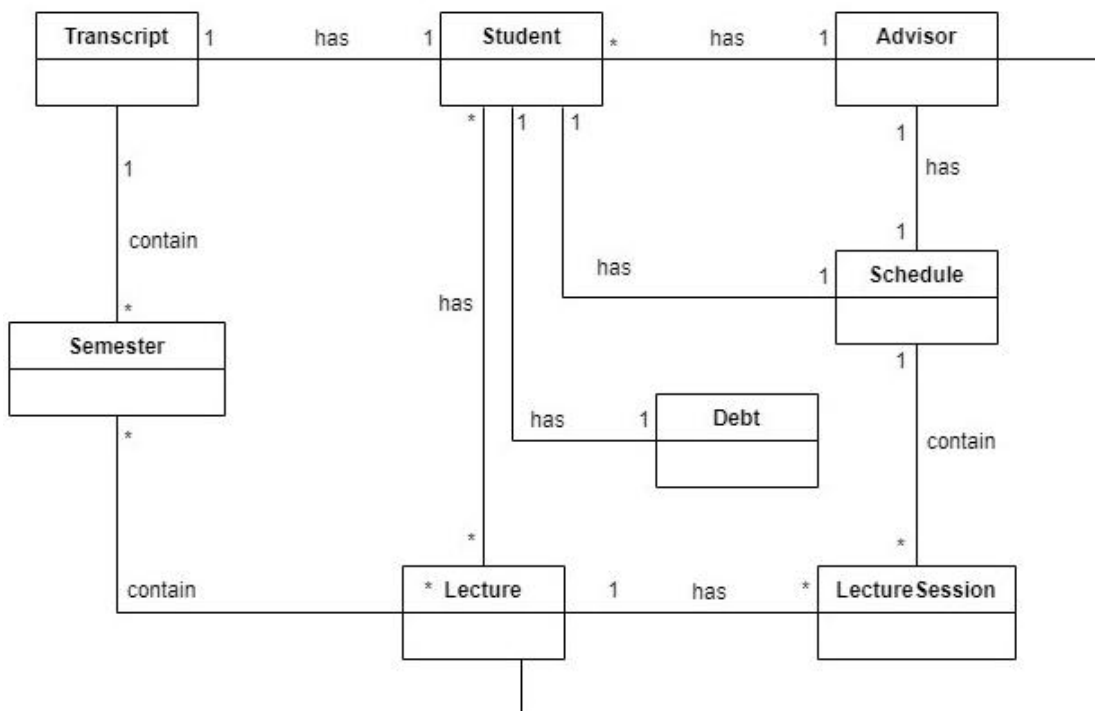 Transcript 1 has 1 Student * has 1 Advisor
* 1 1 1
1 has
contain 1
has 1 Schedule
has
* 1
Semester
has 1 Debt
* contain
* *
contain * Lecture 1 has * LectureSession